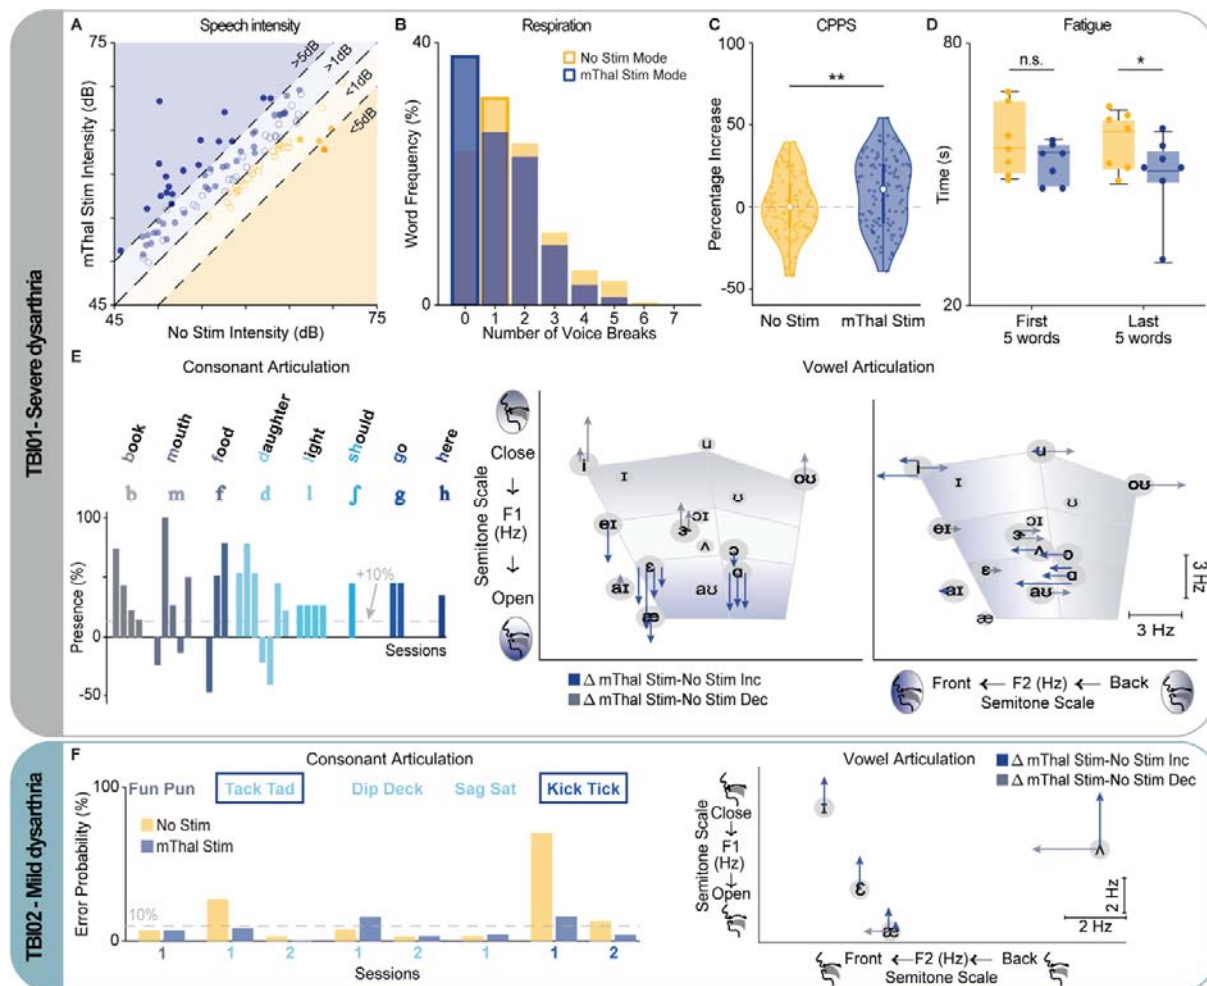 TBI01- Severe dysarthria
A
Speech intensity
75
mThal Stim Intensity (dB)
45
45
75
No Stim Intensity (dB)
>5dB
>1dB
<1dB
<5dB
B
Respiration
40
Word Frequency (%)
0
No Stim Mode
mThal Stim Mode
0 1 2 3 4 5 6 7
Number of Voice Breaks
C
CPPS
100
50
0
-50
Percentage Increase
**
No Stim
mThal Stim
D
Fatigue
80
Time (s)
20
n.s.
*
First
5 words
Last
5 words
E
Consonant Articulation
book mouth food daughter light should go here
b m f d l ʃ g h
100
Presence (%)
0
-50
+10%
Sessions
Vowel Articulation
Close
Open
Semitone Scale
F1
(Hz)
i ɪ u ʊ oʊ ɔɪ ʌ ɔ ɛ ɒ aɪ aʊ æ
Δ mThal Stim-No Stim Inc
Δ mThal Stim-No Stim Dec
ɪ u ʊ oʊ ɔɪ ʌ ɒ ɛ aɪ aʊ æ
3 Hz
3 Hz
Front ← F2 (Hz) ← Back
Semitone Scale
TBI02 - Mild dysarthria
F
Consonant Articulation
100
Error Probability (%)
0
10%
Fun Pun
Tack Tad
Dip Deck
Sag Sat
Kick Tick
No Stim
mThal Stim
1 1 2 1 2 1 1 2
Sessions
Vowel Articulation
Δ mThal Stim-No Stim Inc
Δ mThal Stim-No Stim Dec
Semitone Scale
Close
F1
(Hz)
Open
ɪ
ʌ
ɛ
æ
2 Hz
2 Hz
Front ← F2 (Hz) ← Back
Semitone Scale